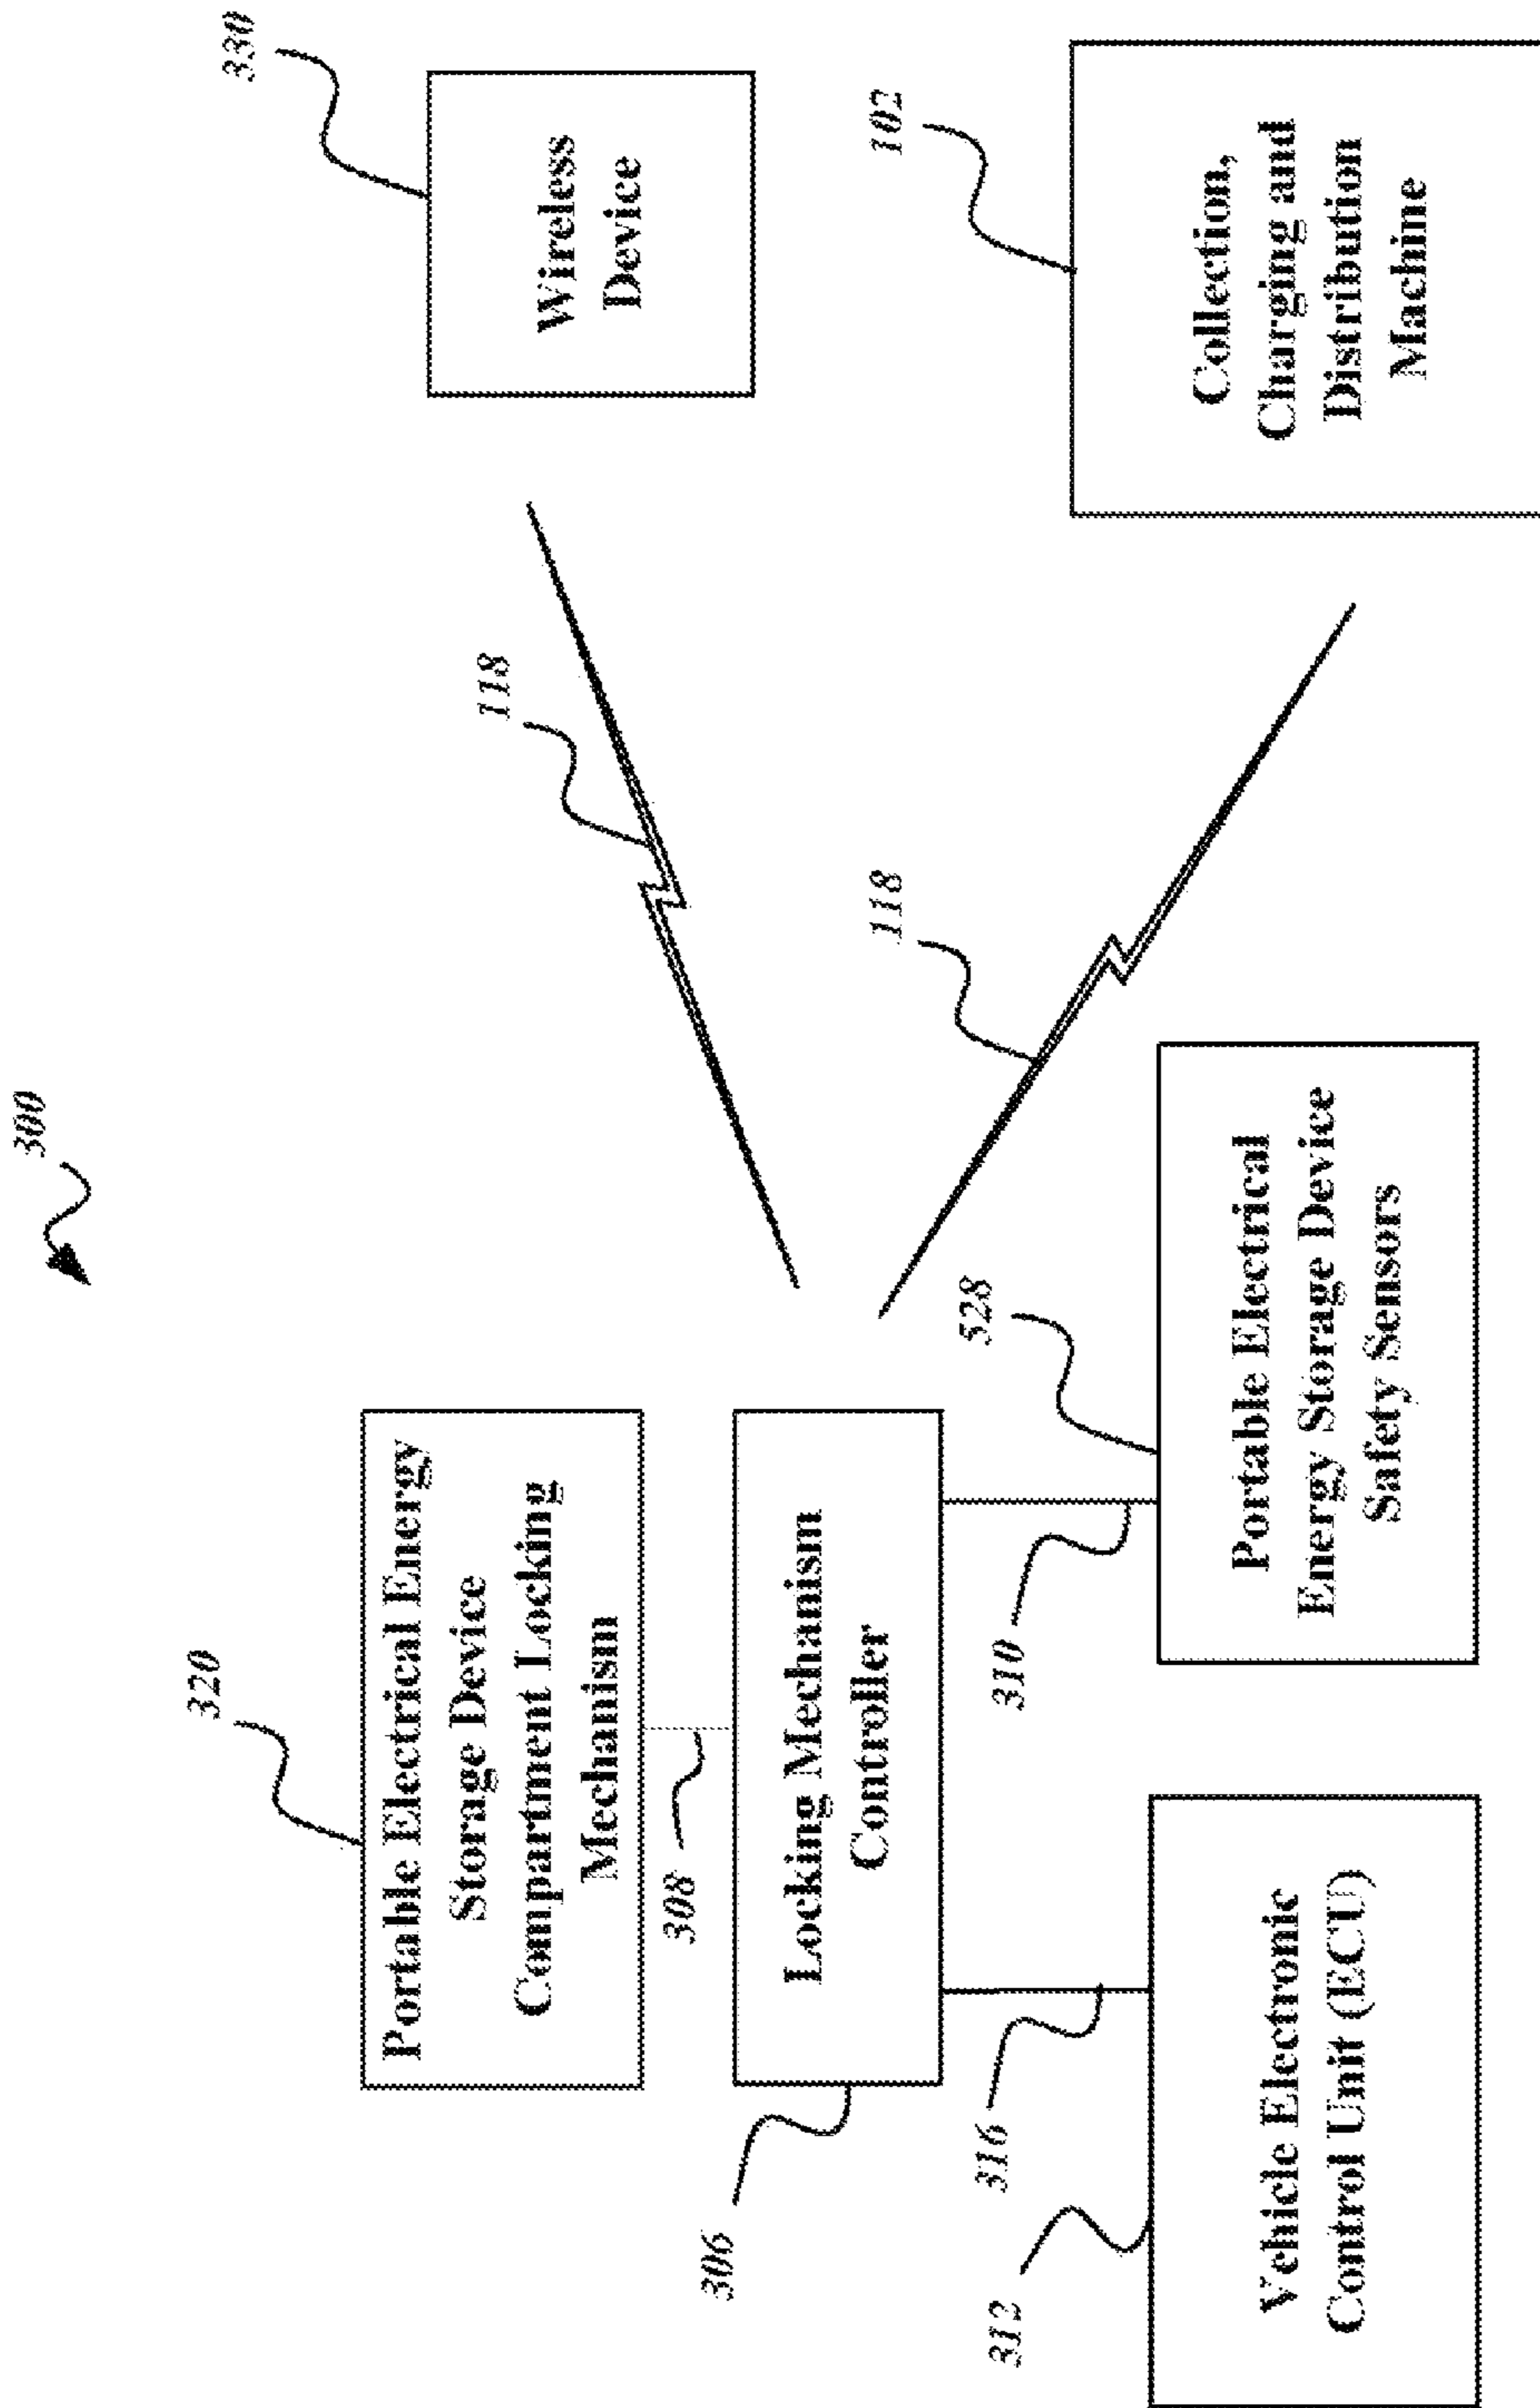 300
320
Portable Electrical Energy
Storage Device
Compartment Locking
Mechanism
308
306
Locking Mechanism
Controller
316
310
312
Vehicle Electronic
Control Unit (ECU)
528
Portable Electrical
Energy Storage Device
Safety Sensors
118
118
330
Wireless
Device
102
Collection,
Charging and
Distribution
Machine